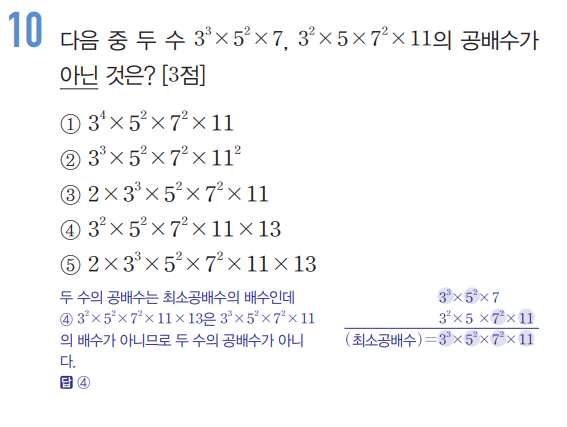 10
다음 중 두 수 3³×5²×7, 3²×5×7²×11의 공배수가
아닌 것은? [3점]
① 3⁴×5²×7²×11
② 3³×5²×7²×11²
③ 2×3³×5²×7²×11
④ 3²×5²×7²×11×13
⑤ 2×3³×5²×7²×11×13
두 수의 공배수는 최소공배수의 배수인데
④ 3²×5²×7²×11×13은 3³×5²×7²×11
의 배수가 아니므로 두 수의 공배수가 아니
다.
답 ④
3³×5²×7
3²×5 ×7²×11
(최소공배수)=3³×5²×7²×11